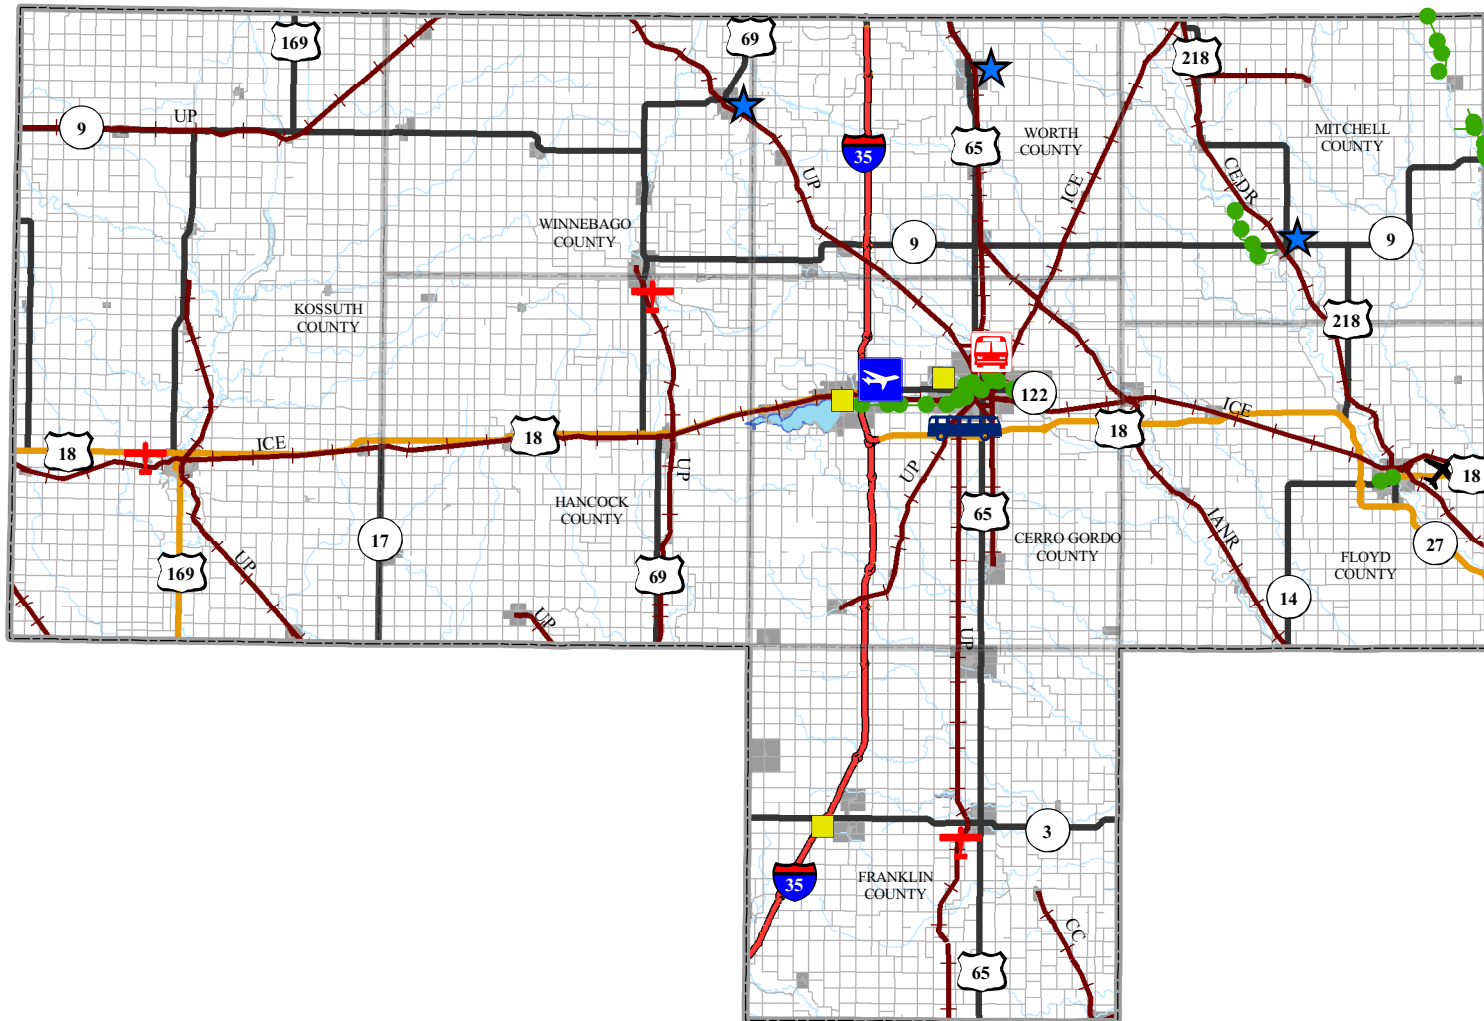 169
69
218
9
UP
35
65
WORTH
COUNTY
MITCHELL
COUNTY
UP
ICE
CEDR
WINNEBAGO
COUNTY
9
9
KOSSUTH
COUNTY
UP
218
122
ICE
18
ICE
18
18
18
UP
UP
HANCOCK
COUNTY
65
IANR
17
CERRO GORDO
COUNTY
27
FLOYD
COUNTY
169
UP
69
14
UP
UP
3
35
FRANKLIN
COUNTY
CC
65